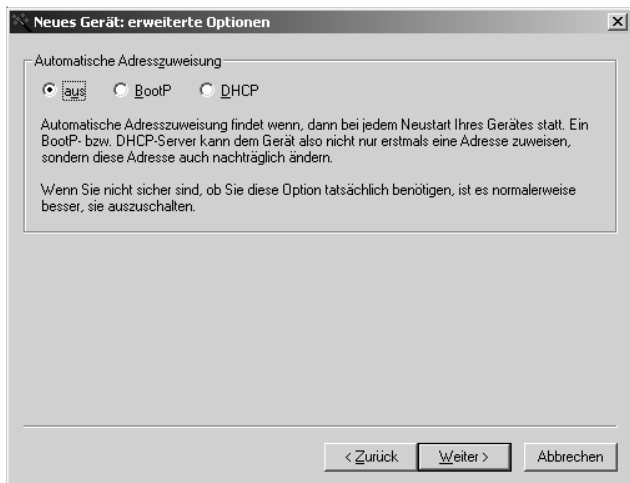 Neues Gerät: erweiterte Optionen
Automatische Adresszuweisung
aus BootP DHCP
Automatische Adresszuweisung findet wenn, dann bei jedem Neustart Ihres Gerätes statt. Ein
BootP- bzw. DHCP-Server kann dem Gerät also nicht nur erstmals eine Adresse zuweisen,
sondern diese Adresse auch nachträglich ändern.
Wenn Sie nicht sicher sind, ob Sie diese Option tatsächlich benötigen, ist es normalerweise
besser, sie auszuschalten.
< Zurück Weiter > Abbrechen